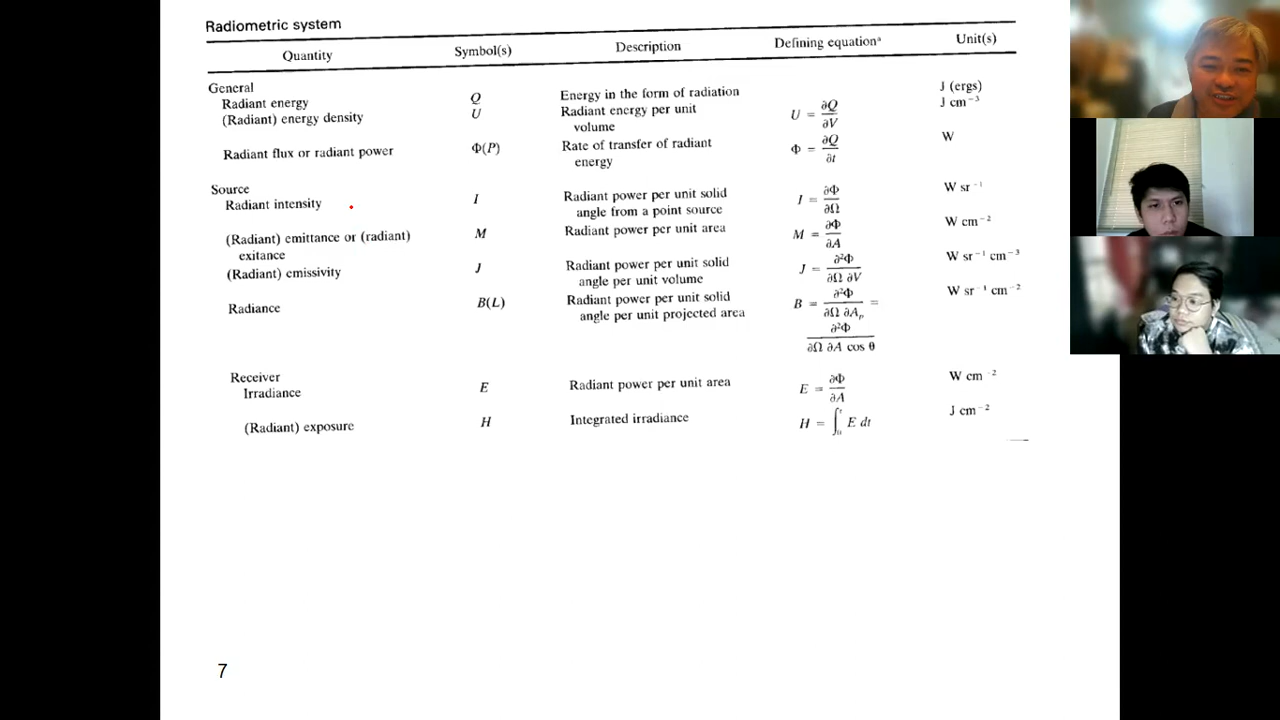 Radiometric system
Quantity Symbol(s) Description Defining equationᵃ Unit(s)
General
Radiant energy Q Energy in the form of radiation J (ergs)
(Radiant) energy density U Radiant energy per unit volume U = ∂Q/∂V J cm⁻³
Radiant flux or radiant power Φ(P) Rate of transfer of radiant energy Φ = ∂Q/∂t W
Source
Radiant intensity I Radiant power per unit solid angle from a point source I = ∂Φ/∂Ω W sr⁻¹
(Radiant) emittance or (radiant) exitance M Radiant power per unit area M = ∂Φ/∂A W cm⁻²
(Radiant) emissivity J Radiant power per unit solid angle per unit volume J = ∂²Φ/∂Ω ∂V W sr⁻¹ cm⁻³
Radiance B(L) Radiant power per unit solid angle per unit projected area B = ∂²Φ/∂Ω ∂Aₚ = ∂²Φ/∂Ω ∂A cos θ W sr⁻¹ cm⁻²
Receiver
Irradiance E Radiant power per unit area E = ∂Φ/∂A W cm⁻²
(Radiant) exposure H Integrated irradiance H = ∫ E dt J cm⁻²
7